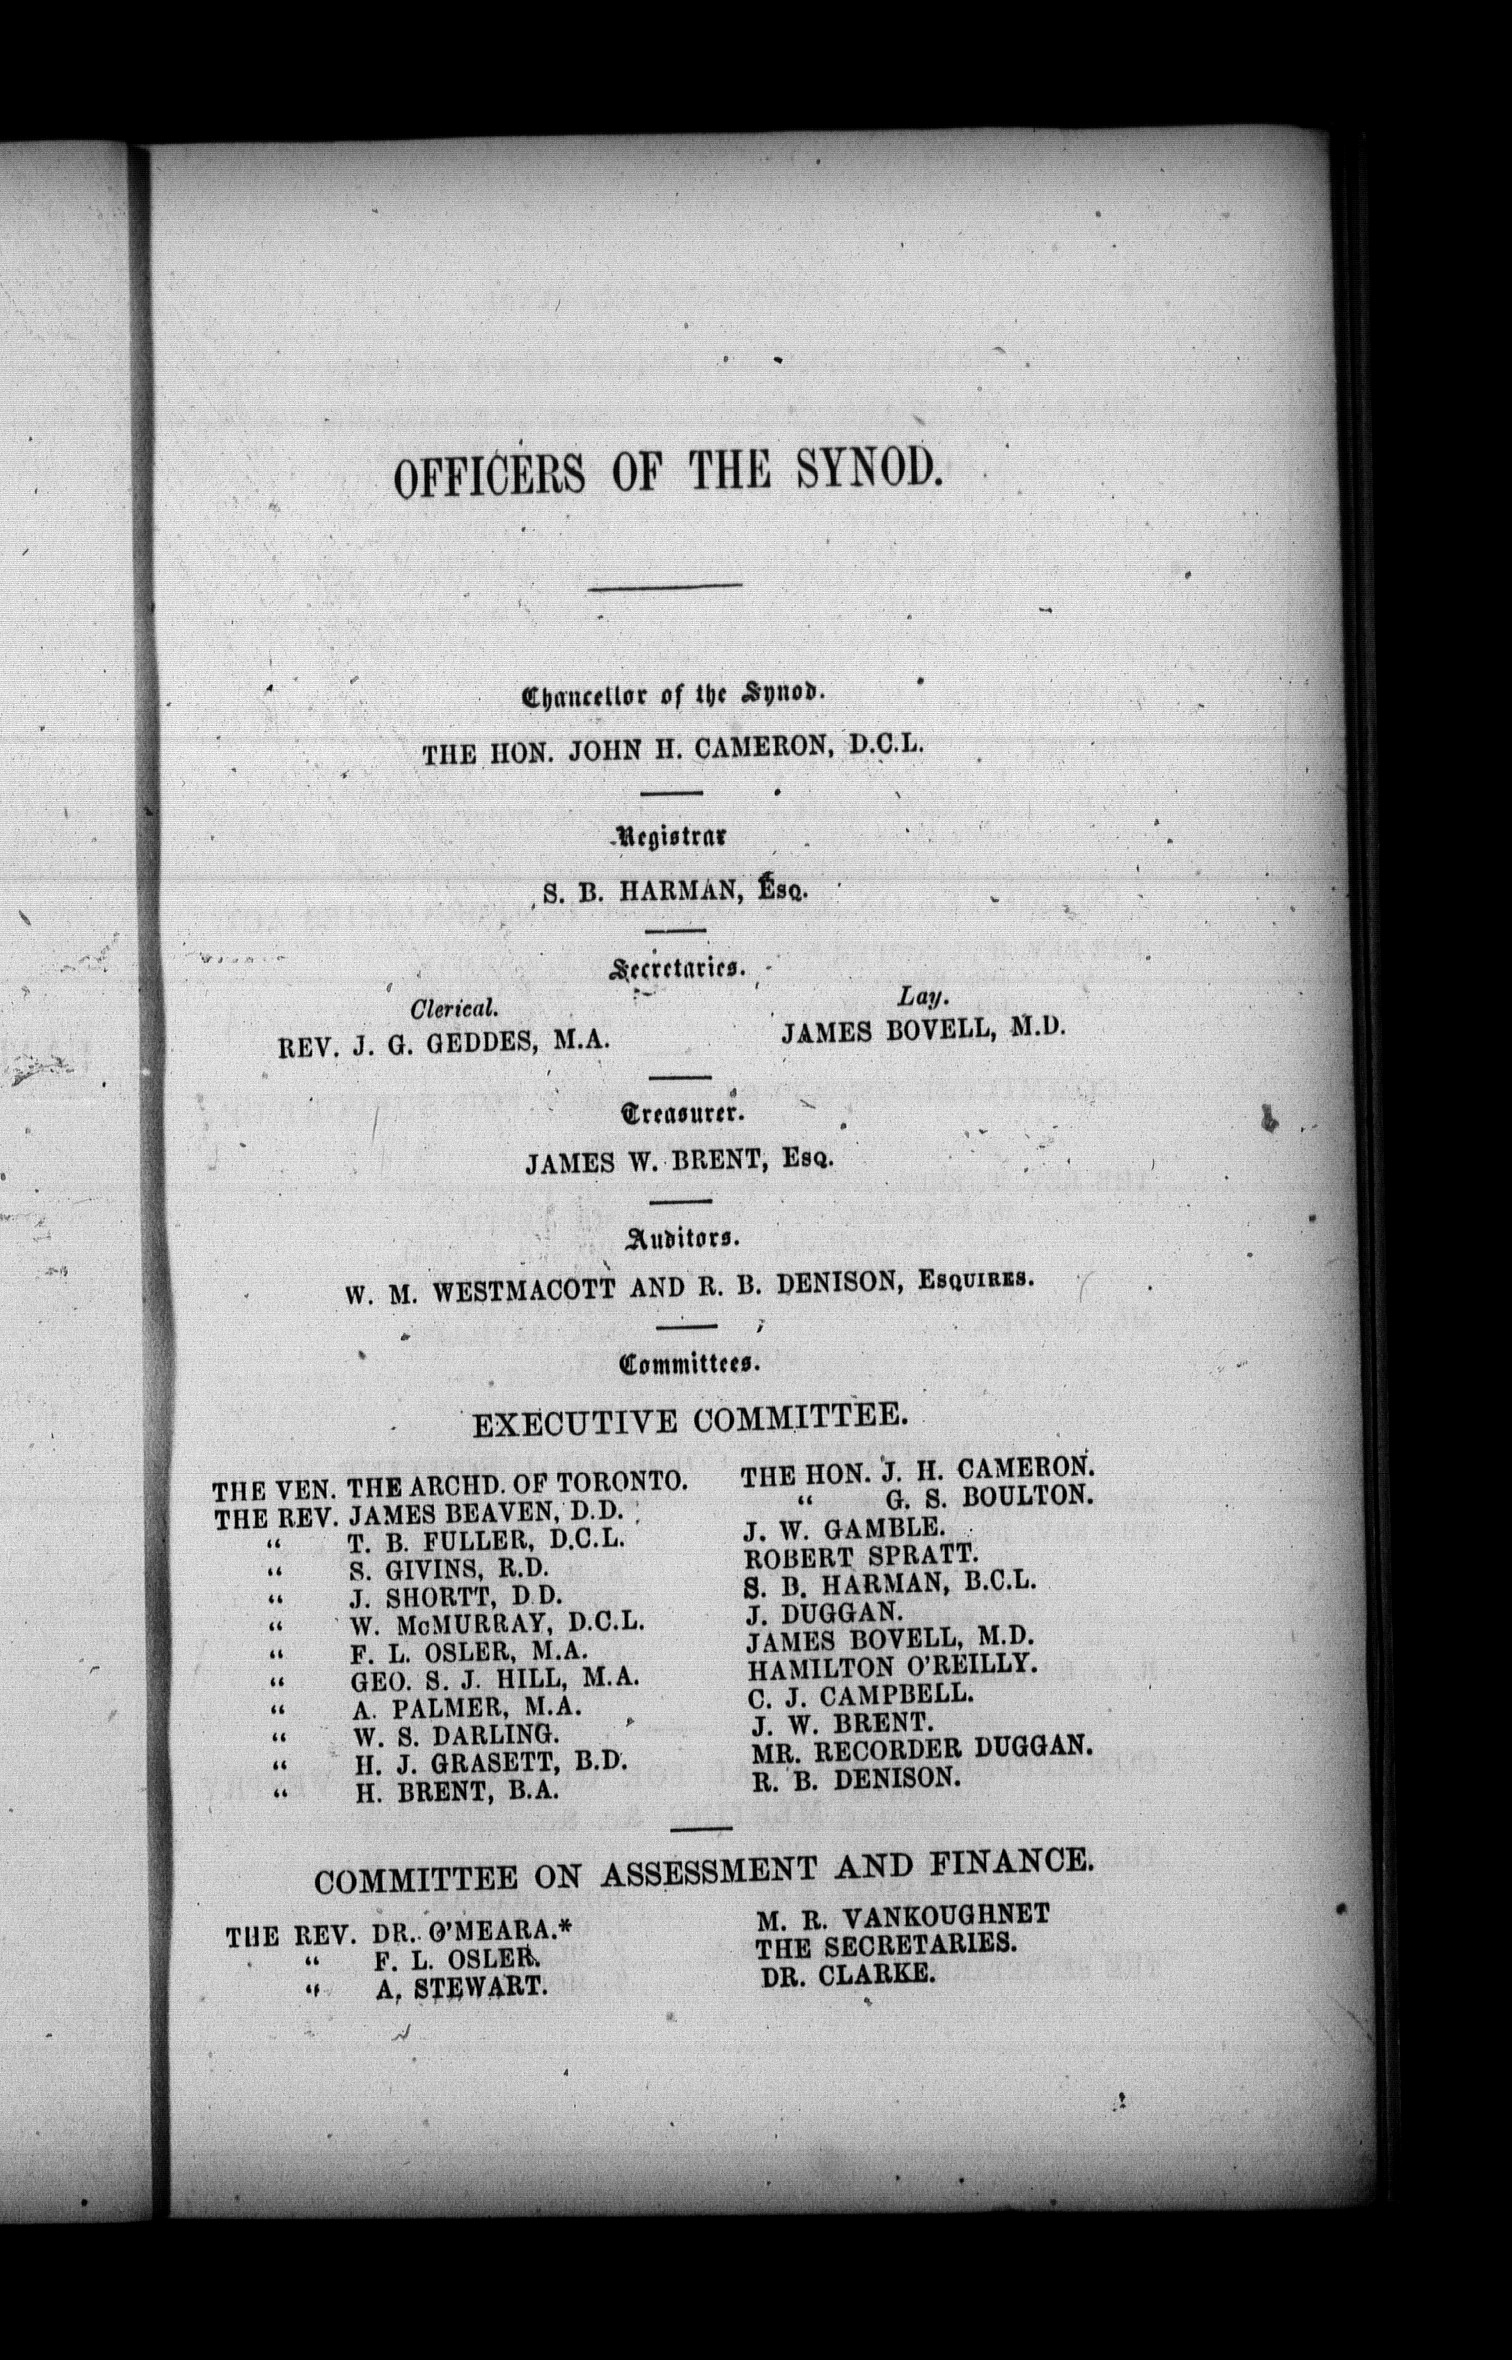 OFFICERS OF THE SYNOD.
Chancellor of the Synod.
THE HON. JOHN H. CAMERON, D.C.L.
Registrar
S. B. HARMAN, Esq.
Secretaries.
Clerical.
REV. J. G. GEDDES, M.A.
Lay.
JAMES BOVELL, M.D.
Treasurer.
JAMES W. BRENT, Esq.
Auditors.
W. M. WESTMACOTT AND R. B. DENISON, Esquires.
Committees.
EXECUTIVE COMMITTEE.
THE VEN. THE ARCHD. OF TORONTO.
THE REV. JAMES BEAVEN, D.D.
“ T. B. FULLER, D.C.L.
“ S. GIVINS, R.D.
“ J. SHORTT, D.D.
“ W. McMURRAY, D.C.L.
“ F. L. OSLER, M.A.
“ GEO. S. J. HILL, M.A.
“ A. PALMER, M.A.
“ W. S. DARLING.
“ H. J. GRASETT, B.D.
“ H. BRENT, B.A.
THE HON. J. H. CAMERON.
“ G. S. BOULTON.
J. W. GAMBLE.
ROBERT SPRATT.
S. B. HARMAN, B.C.L.
J. DUGGAN.
JAMES BOVELL, M.D.
HAMILTON O'REILLY.
C. J. CAMPBELL.
J. W. BRENT.
MR. RECORDER DUGGAN.
R. B. DENISON.
COMMITTEE ON ASSESSMENT AND FINANCE.
THE REV. DR. O'MEARA.*
“ F. L. OSLER.
“ A. STEWART.
M. R. VANKOUGHNET
THE SECRETARIES.
DR. CLARKE.